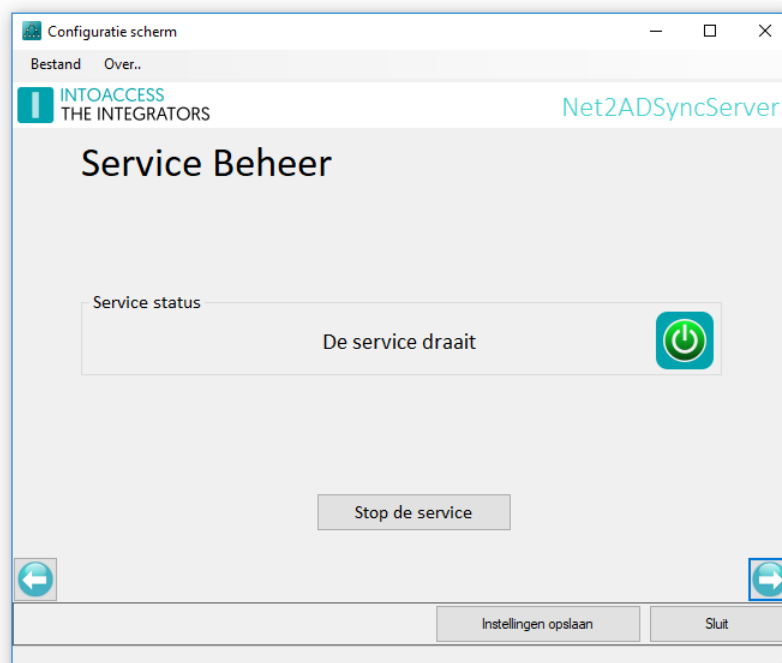 Configuratie scherm
Bestand Over..
INTOACCESS
THE INTEGRATORS
Net2ADSyncServer
Service Beheer
Service status
De service draait
Stop de service
Instellingen opslaan
Sluit